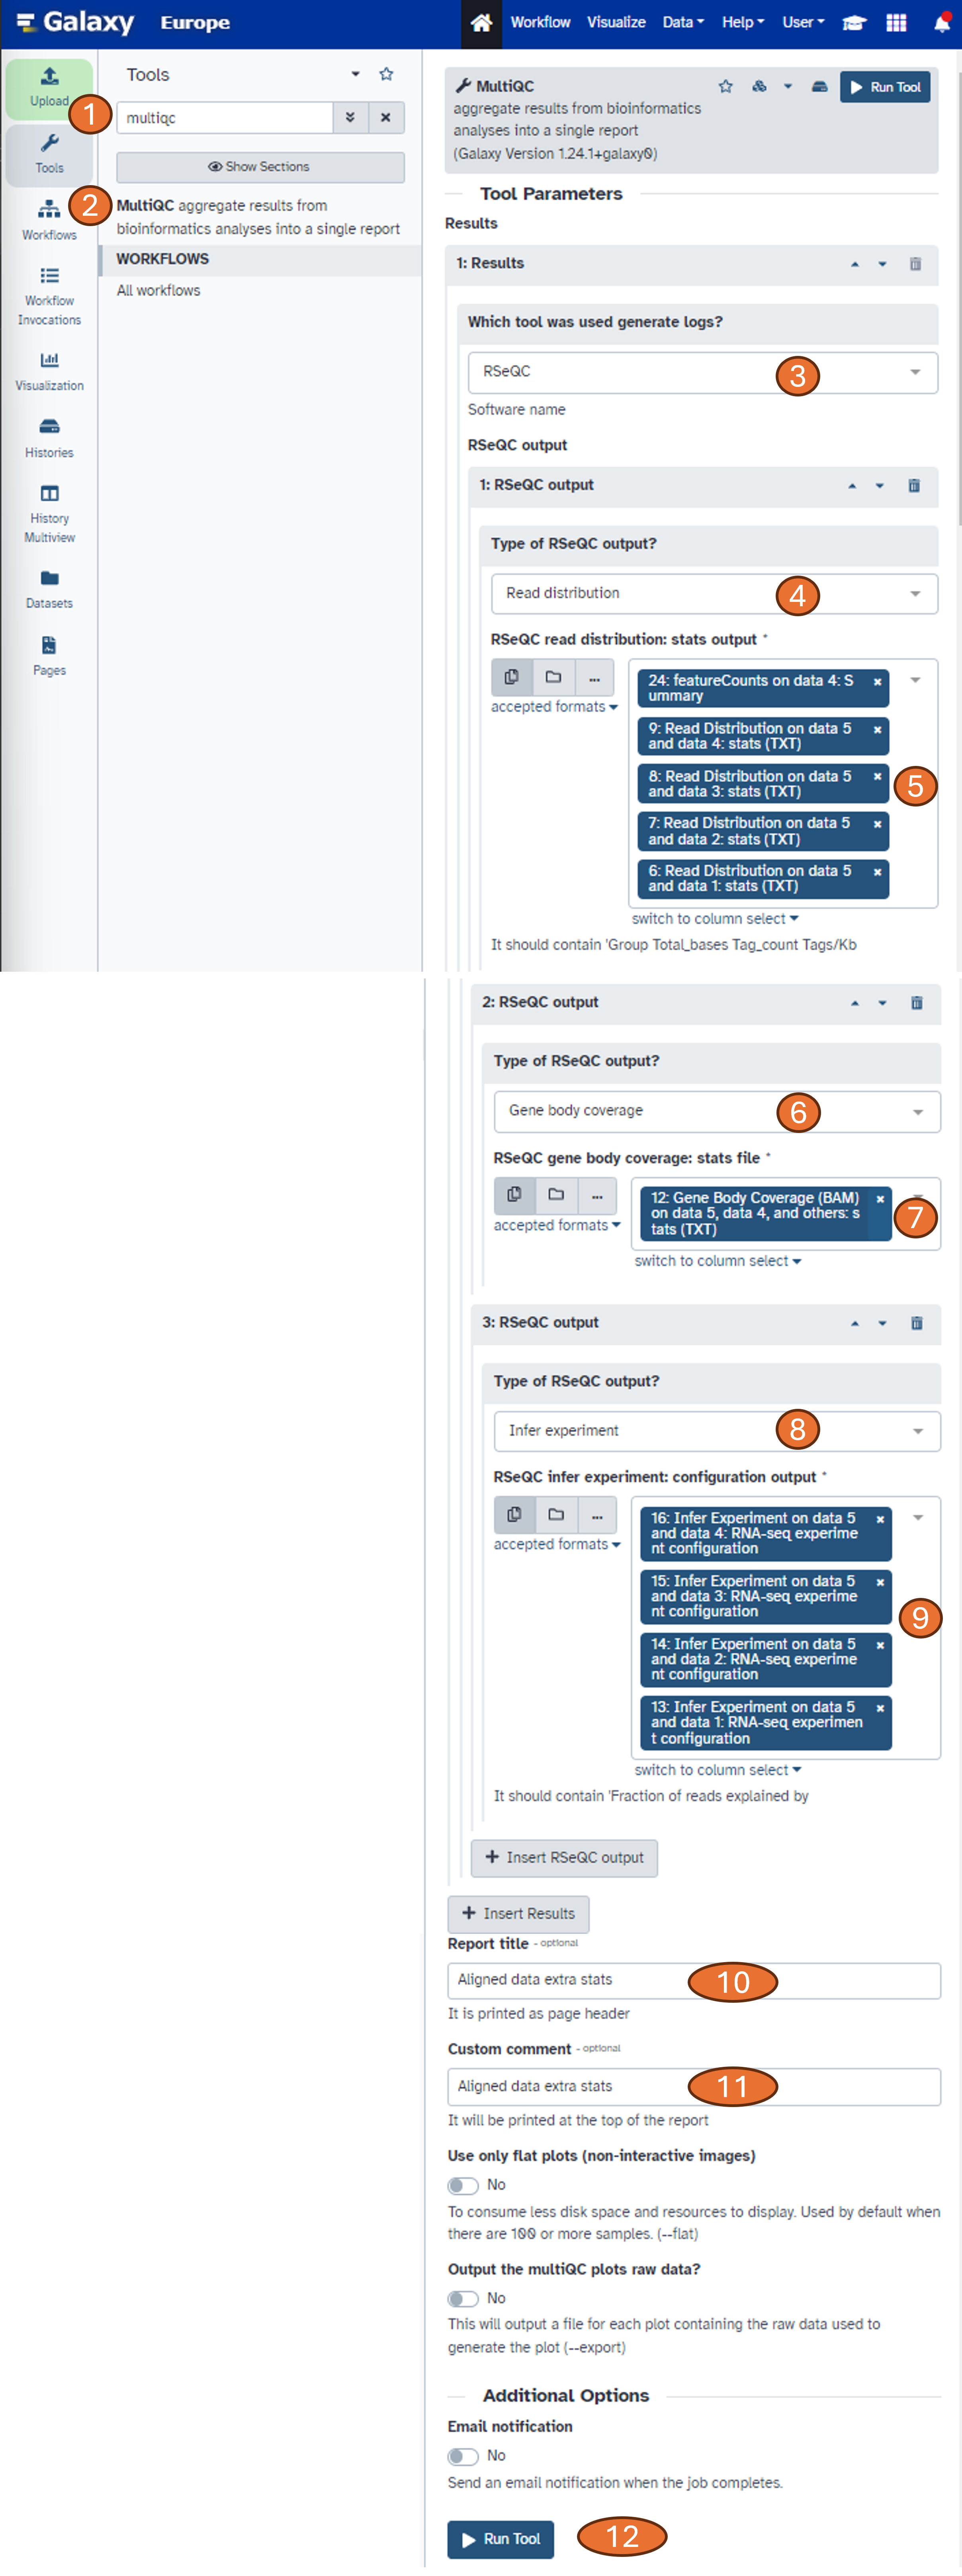 Galaxy Europe Workflow Visualize Data Help User
Upload
Tools
Workflows
Workflow
Invocations
Visualization
Histories
History
Multiview
Datasets
Pages
Tools
1
multiqc
Show Sections
2
MultiQC aggregate results from
bioinformatics analyses into a single report
WORKFLOWS
All workflows
MultiQC
Run Tool
aggregate results from bioinformatics
analyses into a single report
(Galaxy Version 1.24.1+galaxy0)
Tool Parameters
Results
1: Results
Which tool was used generate logs?
RSeQC
3
Software name
RSeQC output
1: RSeQC output
Type of RSeQC output?
Read distribution
4
RSeQC read distribution: stats output *
...
accepted formats
24: featureCounts on data 4: S
ummary
9: Read Distribution on data 5
and data 4: stats (TXT)
8: Read Distribution on data 5
and data 3: stats (TXT)
5
7: Read Distribution on data 5
and data 2: stats (TXT)
6: Read Distribution on data 5
and data 1: stats (TXT)
switch to column select
It should contain 'Group Total_bases Tag_count Tags/Kb
2: RSeQC output
Type of RSeQC output?
Gene body coverage
6
RSeQC gene body coverage: stats file *
...
accepted formats
12: Gene Body Coverage (BAM)
on data 5, data 4, and others: s
tats (TXT)
7
switch to column select
3: RSeQC output
Type of RSeQC output?
Infer experiment
8
RSeQC infer experiment: configuration output *
...
accepted formats
16: Infer Experiment on data 5
and data 4: RNA-seq experime
nt configuration
15: Infer Experiment on data 5
and data 3: RNA-seq experime
nt configuration
9
14: Infer Experiment on data 5
and data 2: RNA-seq experime
nt configuration
13: Infer Experiment on data 5
and data 1: RNA-seq experimen
t configuration
switch to column select
It should contain 'Fraction of reads explained by
+ Insert RSeQC output
+ Insert Results
Report title - optional
Aligned data extra stats
10
It is printed as page header
Custom comment - optional
Aligned data extra stats
11
It will be printed at the top of the report
Use only flat plots (non-interactive images)
No
To consume less disk space and resources to display. Used by default when
there are 100 or more samples. (--flat)
Output the multiQC plots raw data?
No
This will output a file for each plot containing the raw data used to
generate the plot (--export)
Additional Options
Email notification
No
Send an email notification when the job completes.
Run Tool
12